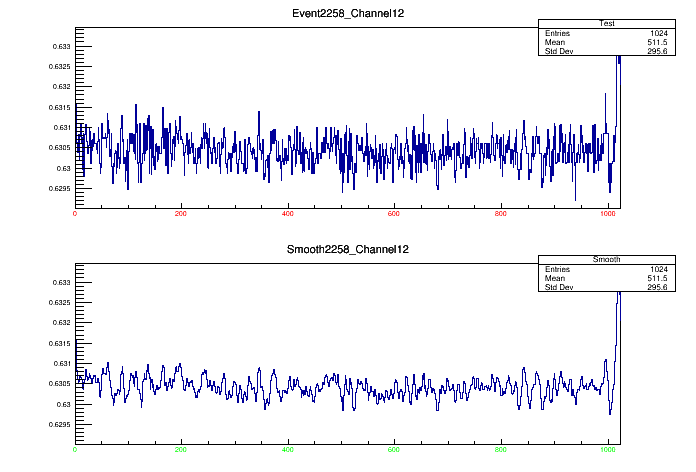 Event2258_Channel12
Test
Entries 1024
Mean 511.5
Std Dev 295.6
0.633
0.6325
0.632
0.6315
0.631
0.6305
0.63
0.6295
0 200 400 600 800 1000
Smooth2258_Channel12
Smooth
Entries 1024
Mean 511.5
Std Dev 295.6
0.633
0.6325
0.632
0.6315
0.631
0.6305
0.63
0.6295
0 200 400 600 800 1000